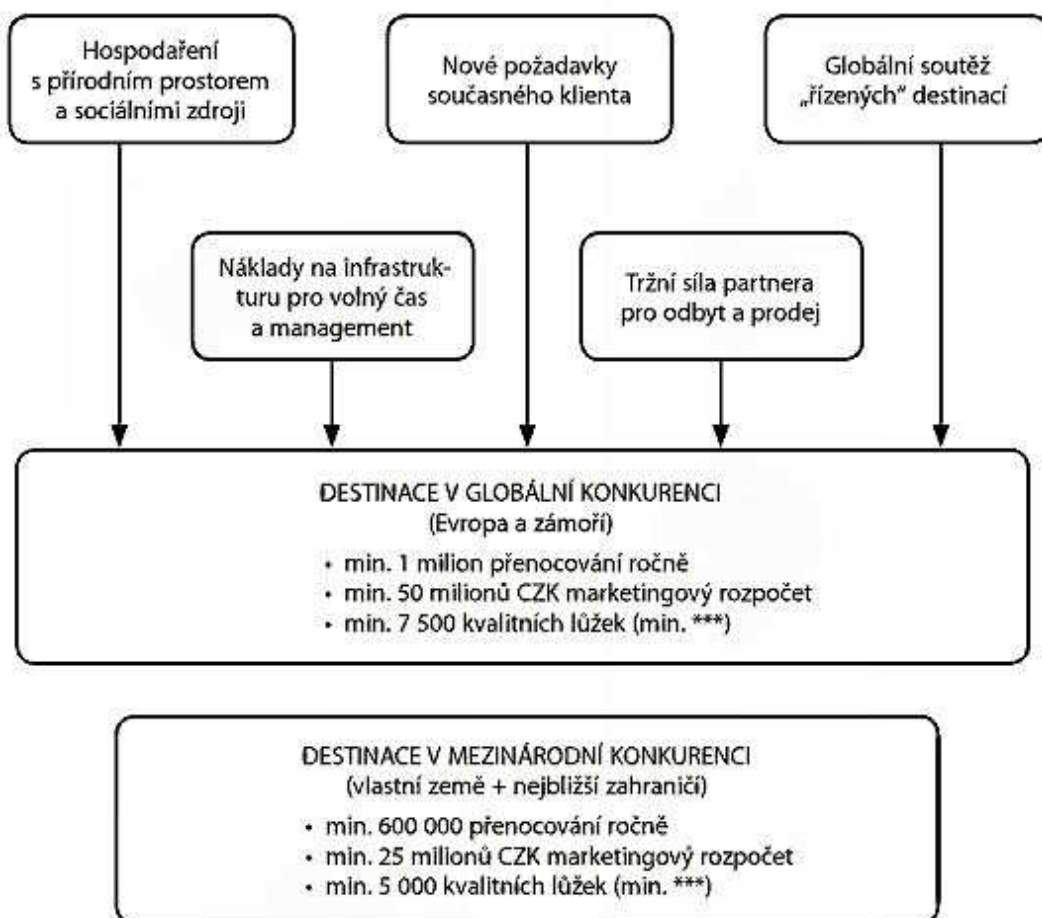 Hospodaření
s přírodním prostorem
a sociálními zdroji
Nové požadavky
současného klienta
Globální soutěž
„řízených“ destinací
Náklady na infrastruk-
turu pro volný čas
a management
Tržní síla partnera
pro odbyt a prodej
DESTINACE V GLOBÁLNÍ KONKURENCI
(Evropa a zámoří)
• min. 1 milion přenocování ročně
• min. 50 milionů CZK marketingový rozpočet
• min. 7 500 kvalitních lůžek (min. ***)
DESTINACE V MEZINÁRODNÍ KONKURENCI
(vlastní země + nejbližší zahraničí)
• min. 600 000 přenocování ročně
• min. 25 milionů CZK marketingový rozpočet
• min. 5 000 kvalitních lůžek (min. ***)